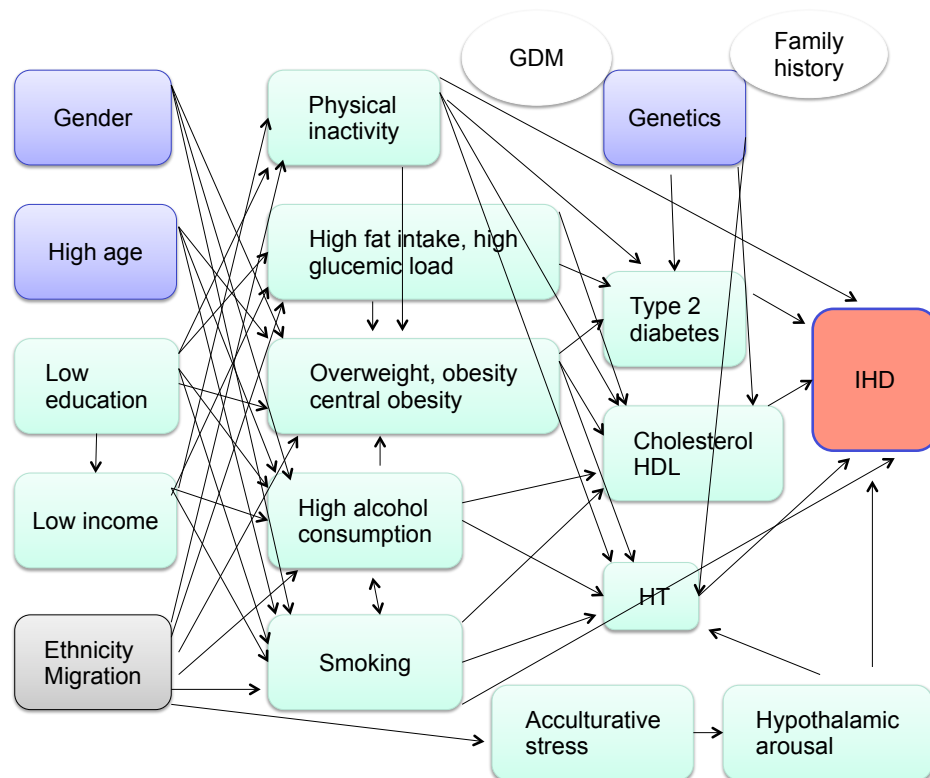 GDM
Family
history
Gender
Physical
inactivity
Genetics
High age
High fat intake, high
glucemic load
Type 2
diabetes
IHD
Low
education
Overweight, obesity
central obesity
Cholesterol
HDL
Low income
High alcohol
consumption
HT
Ethnicity
Migration
Smoking
Acculturative
stress
Hypothalamic
arousal